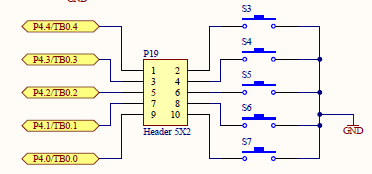 GND
P4.4/TB0.4
P4.3/TB0.3
P4.2/TB0.2
P4.1/TB0.1
P4.0/TB0.0
P19
1 2
3 4
5 6
7 8
9 10
Header 5X2
S3
S4
S5
S6
S7
GND